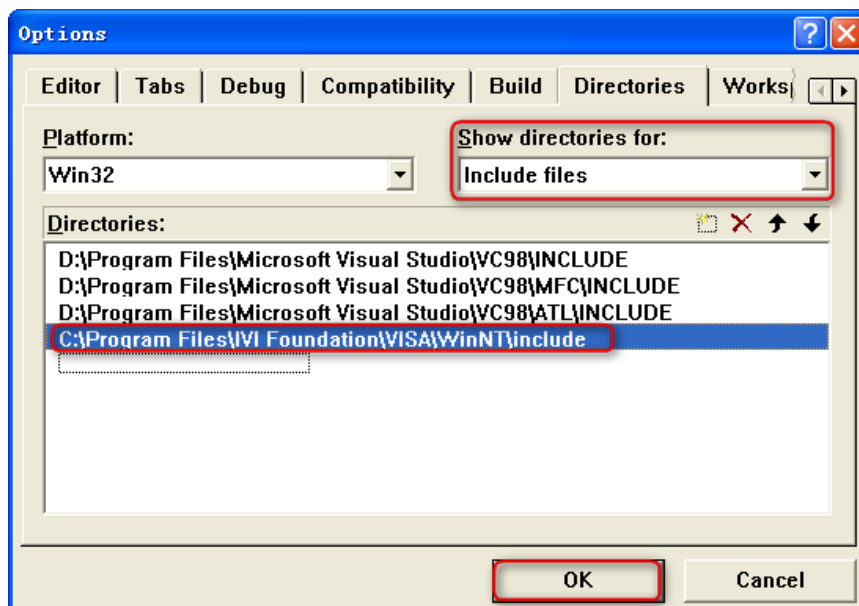 Options
Editor Tabs Debug Compatibility Build Directories Works
Platform: Show directories for:
Win32 Include files
Directories:
D:\Program Files\Microsoft Visual Studio\VC98\INCLUDE
D:\Program Files\Microsoft Visual Studio\VC98\MFC\INCLUDE
D:\Program Files\Microsoft Visual Studio\VC98\ATL\INCLUDE
C:\Program Files\IVI Foundation\VISA\WinNT\include
OK Cancel